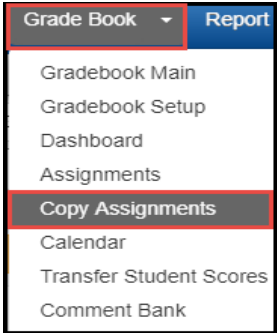 Grade Book Report
Gradebook Main
Gradebook Setup
Dashboard
Assignments
Copy Assignments
Calendar
Transfer Student Scores
Comment Bank